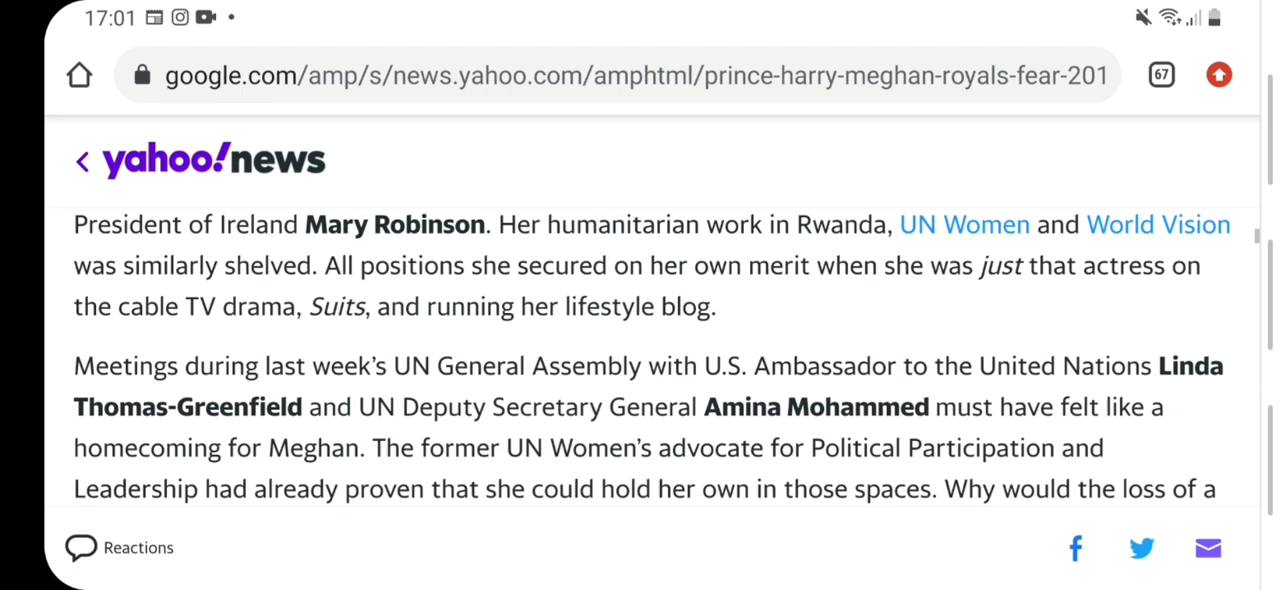 17:01
google.com/amp/s/news.yahoo.com/amphtml/prince-harry-meghan-royals-fear-201
67
yahoo!news
President of Ireland Mary Robinson. Her humanitarian work in Rwanda, UN Women and World Vision
was similarly shelved. All positions she secured on her own merit when she was just that actress on
the cable TV drama, Suits, and running her lifestyle blog.
Meetings during last week’s UN General Assembly with U.S. Ambassador to the United Nations Linda
Thomas-Greenfield and UN Deputy Secretary General Amina Mohammed must have felt like a
homecoming for Meghan. The former UN Women’s advocate for Political Participation and
Leadership had already proven that she could hold her own in those spaces. Why would the loss of a
Reactions